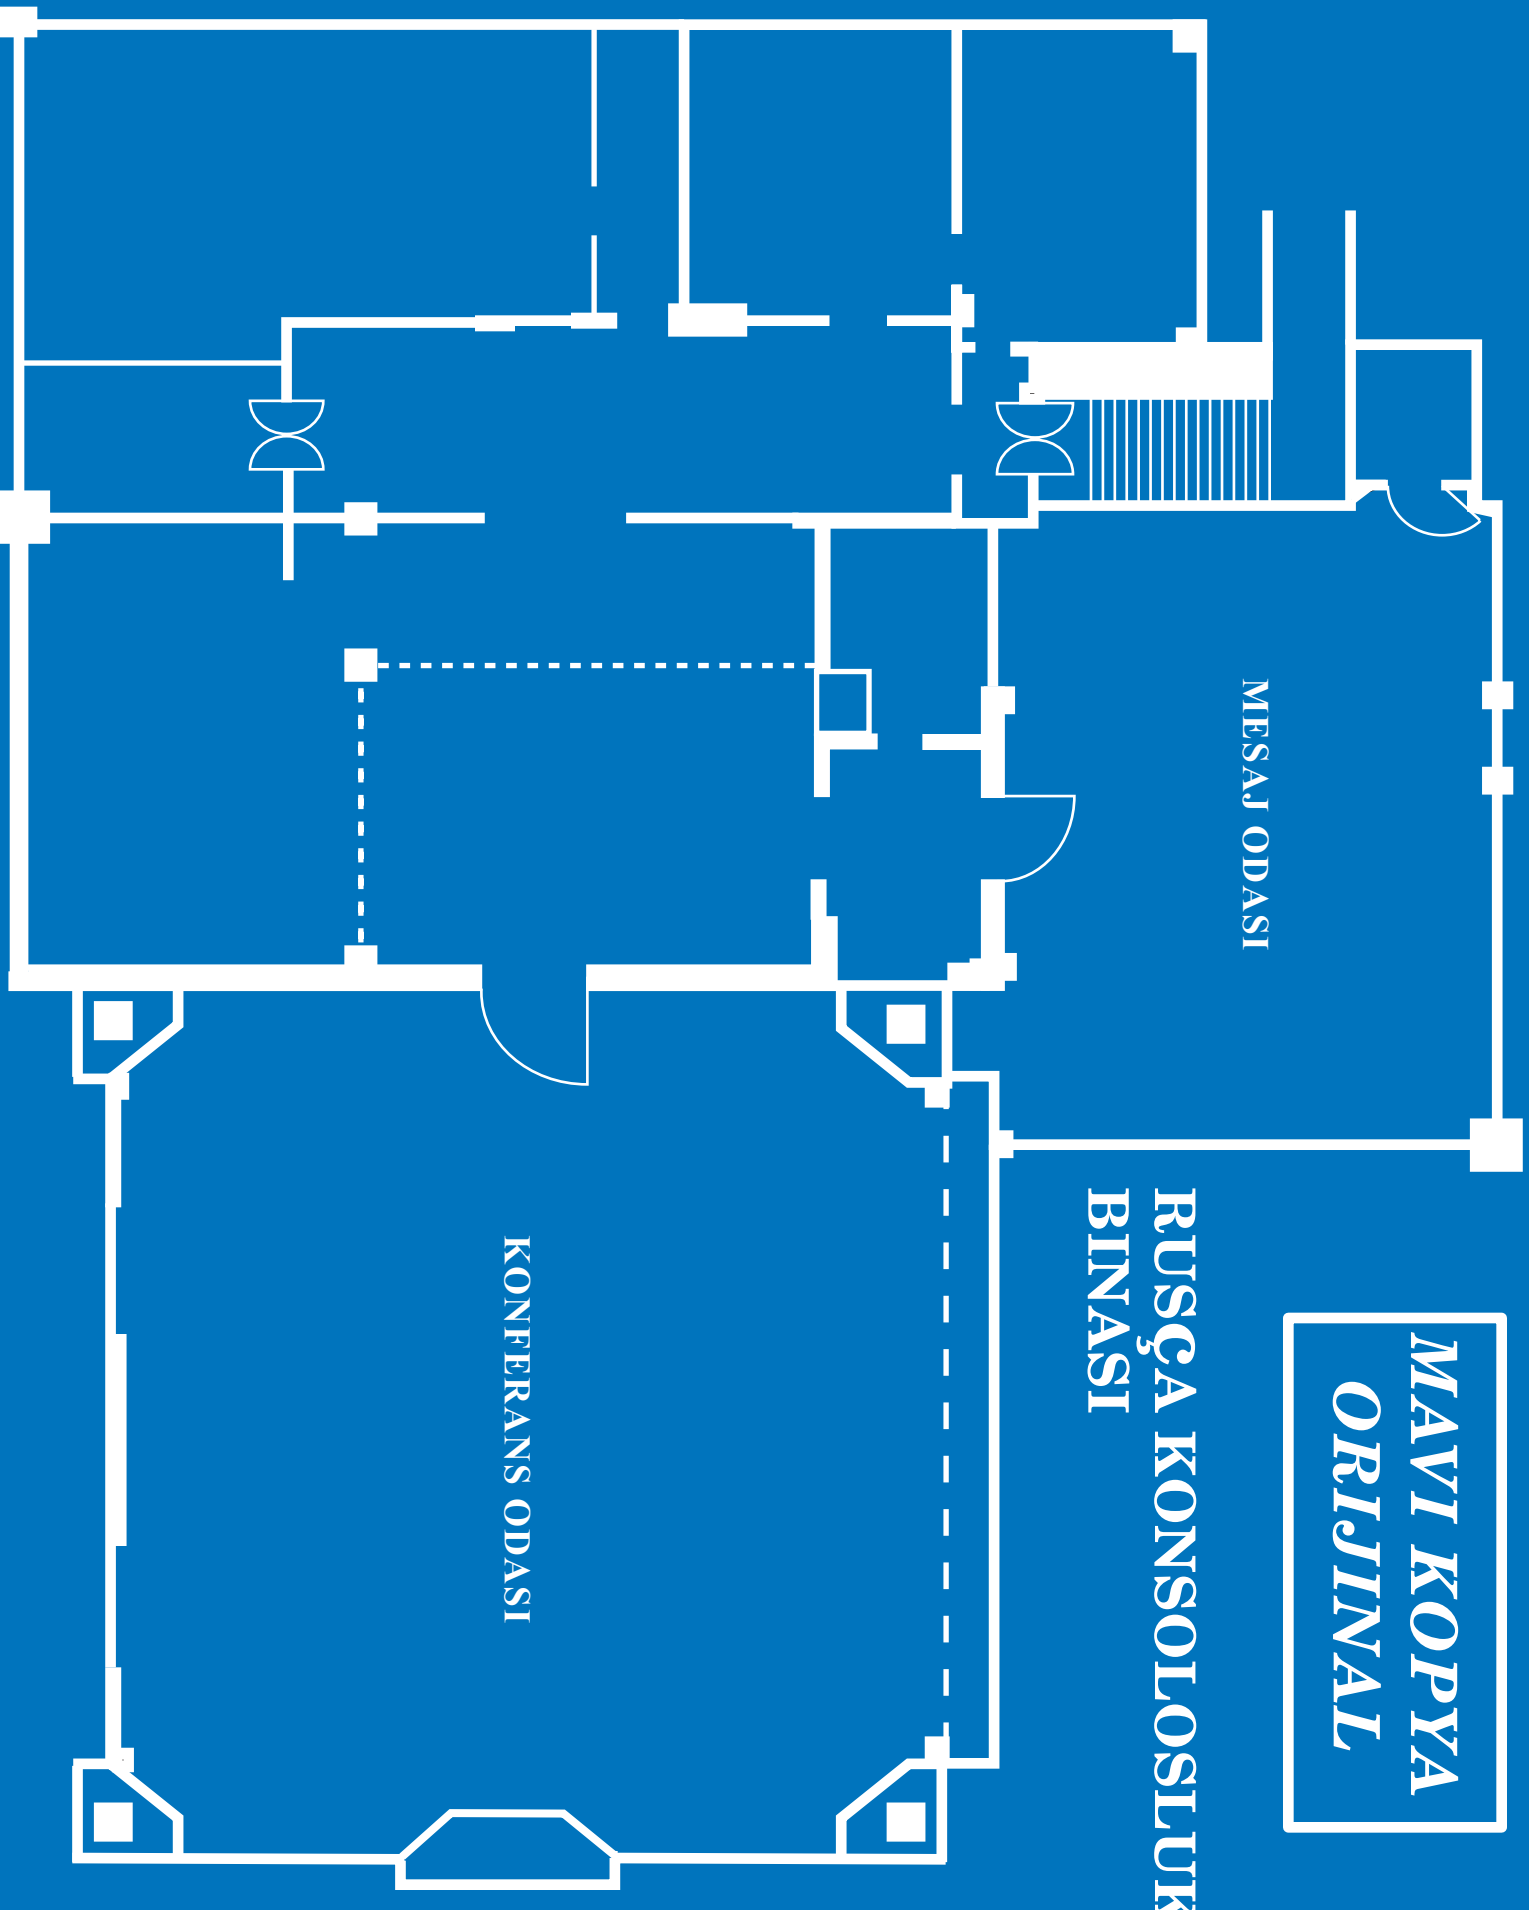 MESAJ ODASI
KONFERANS ODASI
RUSÇA KONSOLOSLUK
BINASI
MAVI KOPYA
ORIJINAL